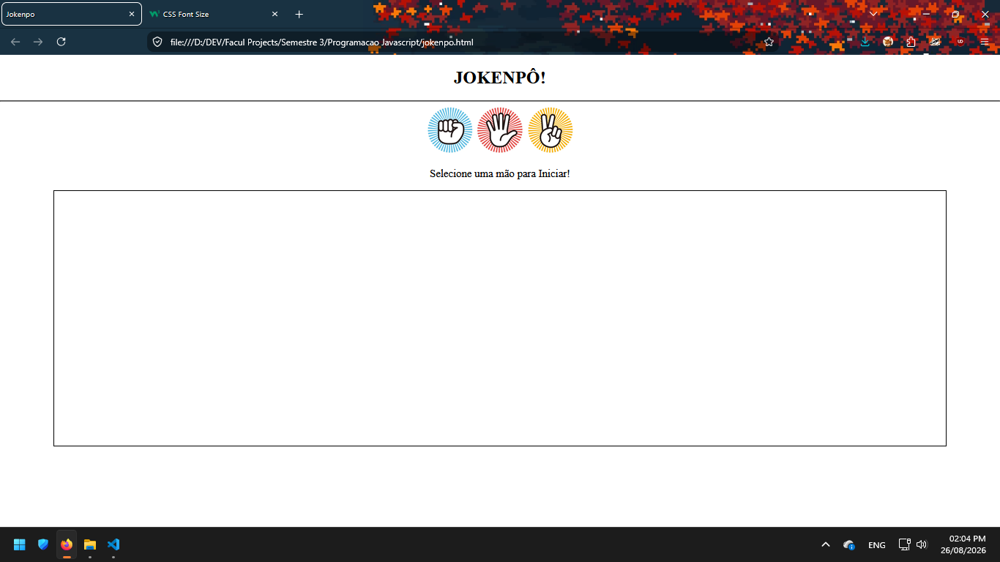 Jokenpo
CSS Font Size
file:///D:/DEV/Facul Projects/Semestre 3/Programacao Javascript/jokenpo.html
JOKENPÔ!
Selecione uma mão para Iniciar!
ENG
02:04 PM
26/08/2026